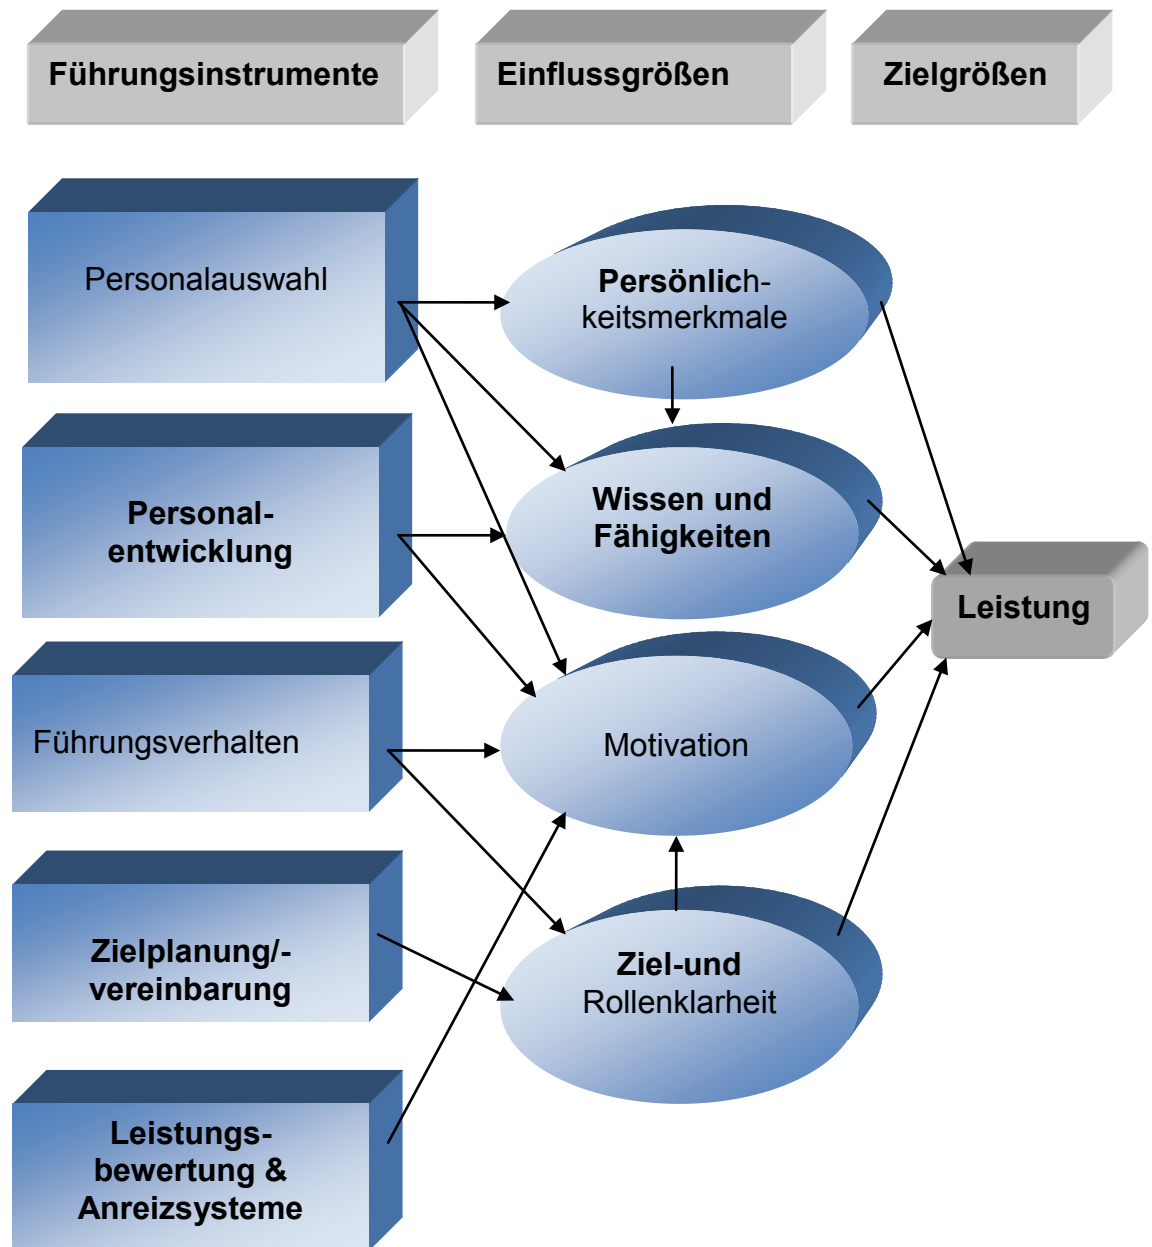 Führungsinstrumente
Einflussgrößen
Zielgrößen
Personalauswahl
Persönlich-
keitsmerkmale
Personal-
entwicklung
Wissen und
Fähigkeiten
Leistung
Führungsverhalten
Motivation
Zielplanung/-
vereinbarung
Ziel-und
Rollenklarheit
Leistungs-
bewertung &
Anreizsysteme